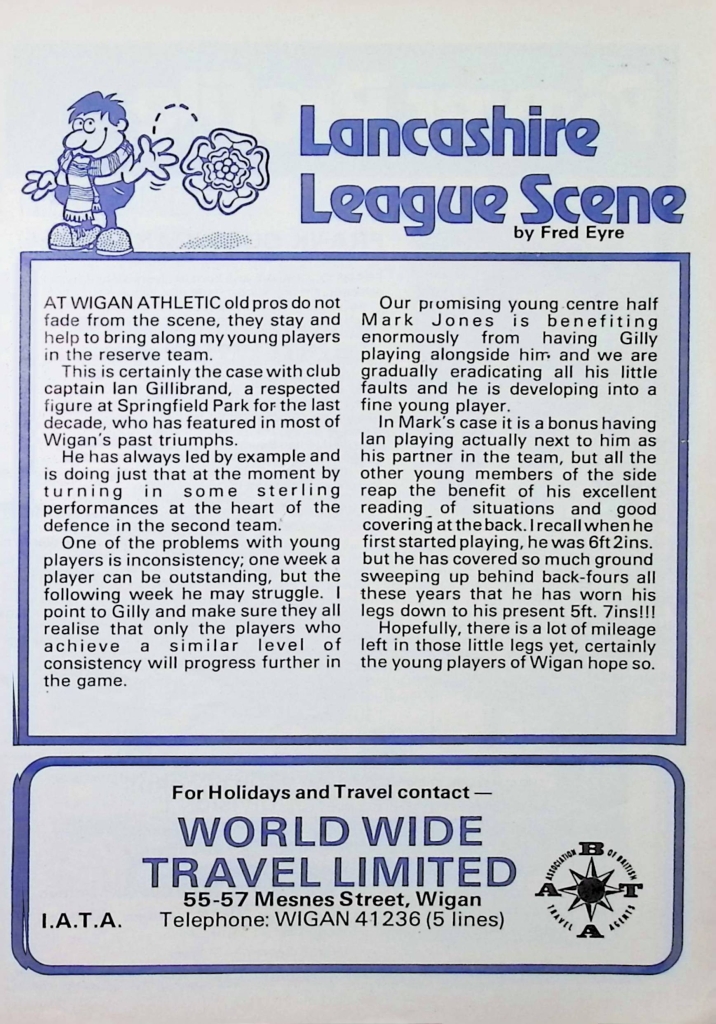 Lancashire
League Scene
by Fred Eyre
AT WIGAN ATHLETIC old pros do not
fade from the scene, they stay and
help to bring along my young players
in the reserve team.
This is certainly the case with club
captain Ian Gillibrand, a respected
figure at Springfield Park for the last
decade, who has featured in most of
Wigan's past triumphs.
He has always led by example and
is doing just that at the moment by
turning in some sterling
performances at the heart of the
defence in the second team.
One of the problems with young
players is inconsistency; one week a
player can be outstanding, but the
following week he may struggle. I
point to Gilly and make sure they all
realise that only the players who
achieve a similar level of
consistency will progress further in
the game.
Our promising young centre half
Mark Jones is benefiting
enormously from having Gilly
playing alongside him and we are
gradually eradicating all his little
faults and he is developing into a
fine young player.
In Mark's case it is a bonus having
Ian playing actually next to him as
his partner in the team, but all the
other young members of the side
reap the benefit of his excellent
reading of situations and good
covering at the back. I recall when he
first started playing, he was 6ft 2ins.
but he has covered so much ground
sweeping up behind back-fours all
these years that he has worn his
legs down to his present 5ft. 7ins!!!
Hopefully, there is a lot of mileage
left in those little legs yet, certainly
the young players of Wigan hope so.
For Holidays and Travel contact —
WORLD WIDE
TRAVEL LIMITED
55-57 Mesnes Street, Wigan
I.A.T.A. Telephone: WIGAN 41236 (5 lines)
ASSOCIATION OF BRITISH
TRAVEL AGENTS
A B T A